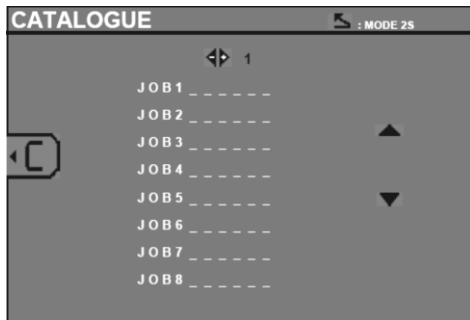 CATALOGUE : MODE 2S
1
JOB1 _ _ _ _ _ _
JOB2 _ _ _ _ _ _
JOB3 _ _ _ _ _ _
JOB4 _ _ _ _ _ _
JOB5 _ _ _ _ _ _
JOB6 _ _ _ _ _ _
JOB7 _ _ _ _ _ _
JOB8 _ _ _ _ _ _